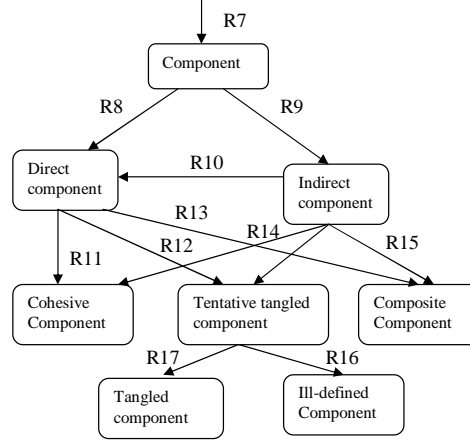 R7
Component
R8
R9
Direct
component
R10
Indirect
component
R13
R14
R15
R11
R12
Cohesive
Component
Tentative tangled
component
Composite
Component
R17
R16
Tangled
component
Ill-defined
Component